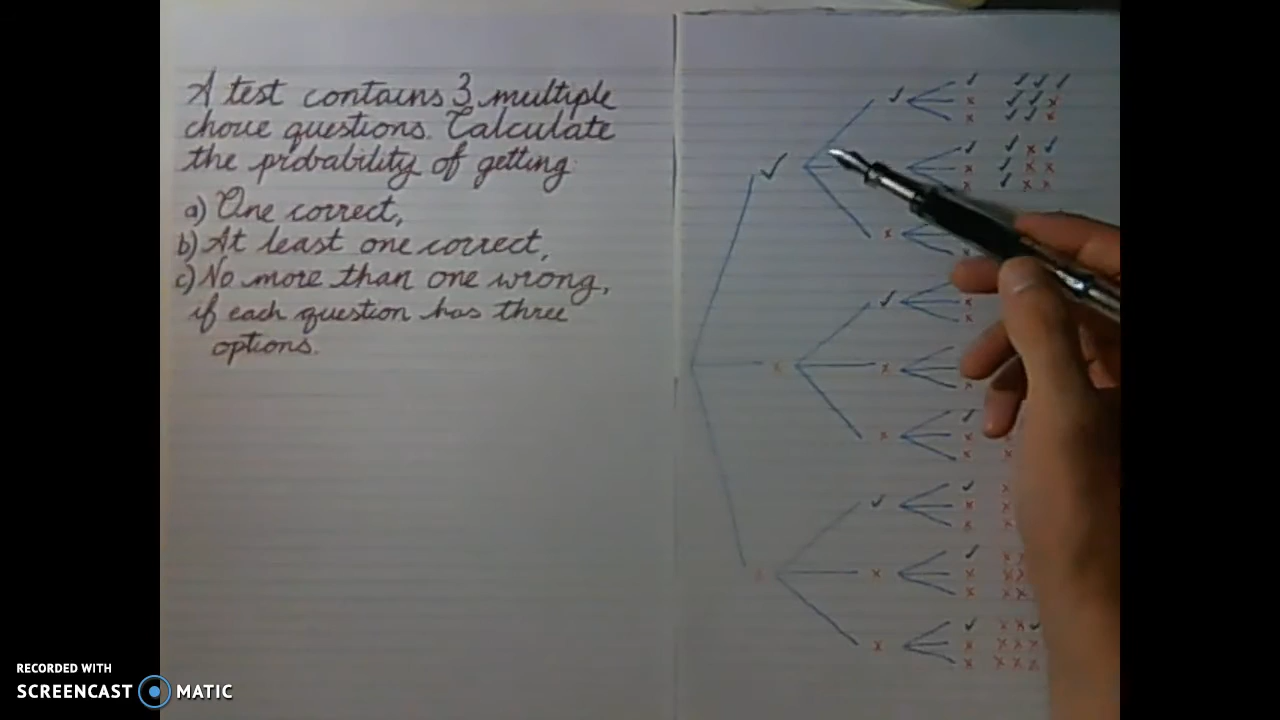 A test contains 3 multiple
choice questions. Calculate
the probability of getting:
a) One correct,
b) At least one correct,
c) No more than one wrong,
if each question has three
options.
RECORDED WITH
SCREENCAST MATIC